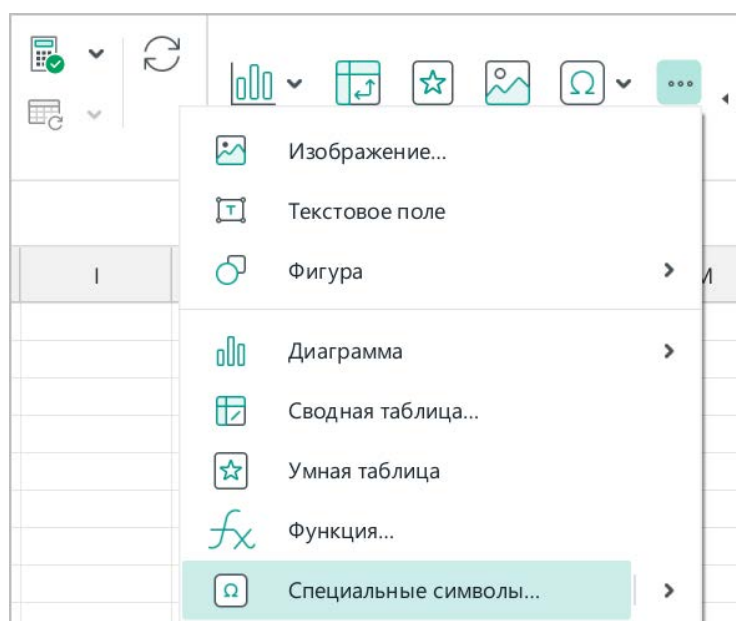 Изображение...
Текстовое поле
Фигура
I
M
Диаграмма
Сводная таблица...
Умная таблица
Функция...
Специальные символы...